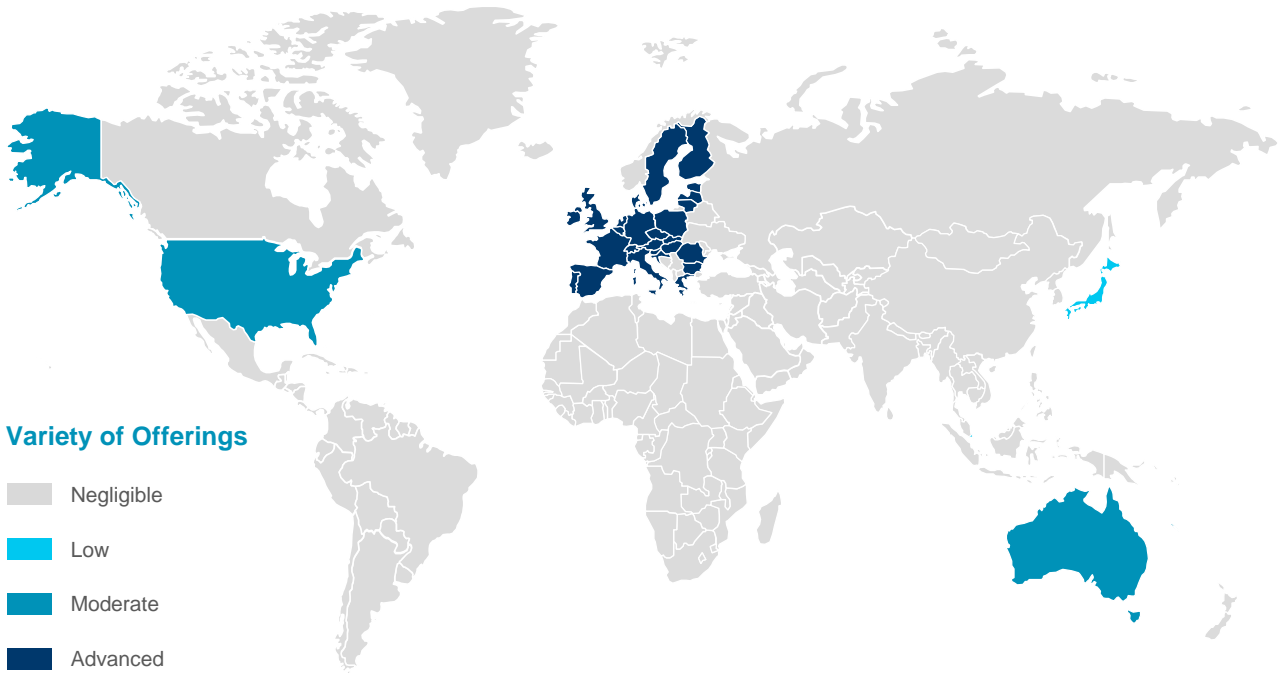 Variety of Offerings
Negligible
Low
Moderate
Advanced